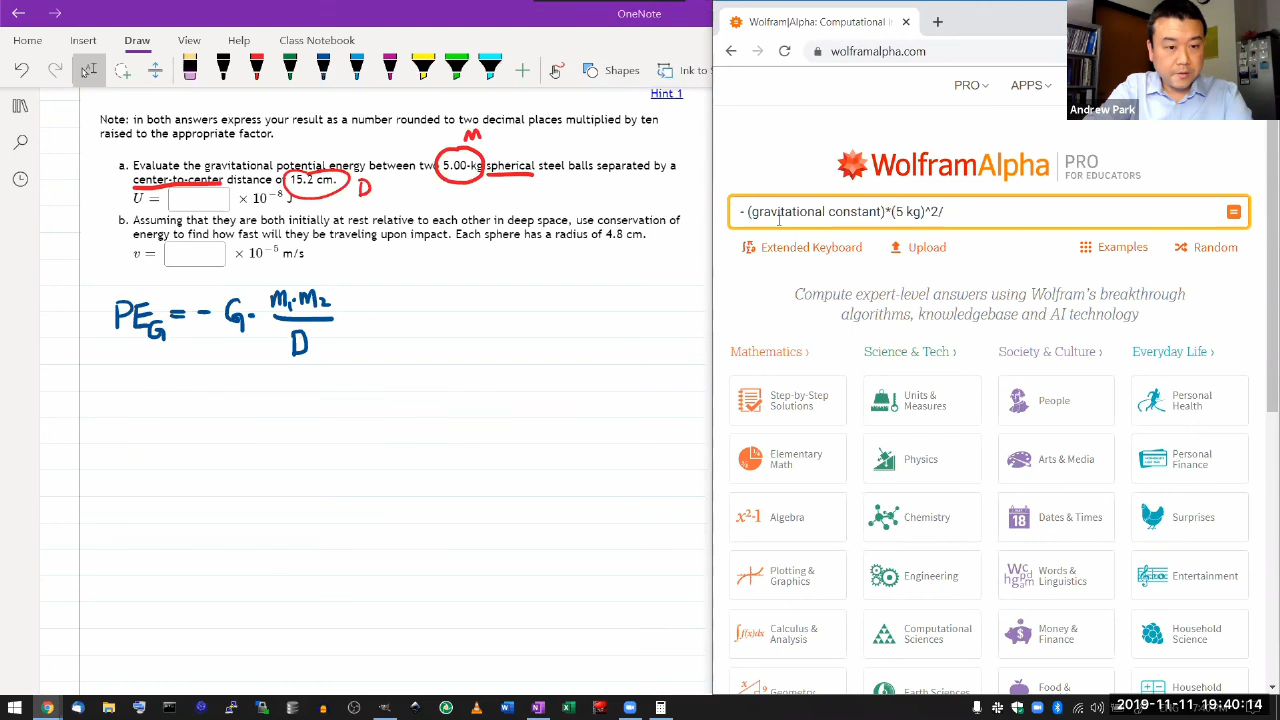 OneNote
Home Insert Draw View Help Class Notebook
Shapes Ink to S
Hint 1
Note: in both answers express your result as a number rounded to two decimal places multiplied by ten
raised to the appropriate factor.
M
a. Evaluate the gravitational potential energy between two 5.00-kg spherical steel balls separated by a
center-to-center distance of 15.2 cm. D
U = × 10⁻⁸ J
b. Assuming that they are both initially at rest relative to each other in deep space, use conservation of
energy to find how fast will they be traveling upon impact. Each sphere has a radius of 4.8 cm.
v = × 10⁻⁵ m/s
PE_G = - G · m₁·m₂
D
Wolfram|Alpha: Computational I
wolframalpha.com
PRO APPS
Andrew Park
WolframAlpha PRO
FOR EDUCATORS
- (gravitational constant)*(5 kg)^2/
Extended Keyboard Upload Examples Random
Compute expert-level answers using Wolfram's breakthrough
algorithms, knowledgebase and AI technology
Mathematics › Science & Tech › Society & Culture › Everyday Life ›
Step-by-Step
Solutions
Units &
Measures
People
Personal
Health
Elementary
Math
Physics
Arts & Media
Personal
Finance
x²-1
Algebra
Chemistry
18
Dates & Times
Surprises
Plotting &
Graphics
Engineering
Words &
Linguistics
Entertainment
∫f(x)dx
Calculus &
Analysis
Computational
Sciences
Money &
Finance
Household
Science
Geometry
Earth Sciences
Food &
Household
2019-11-11 19:40:14